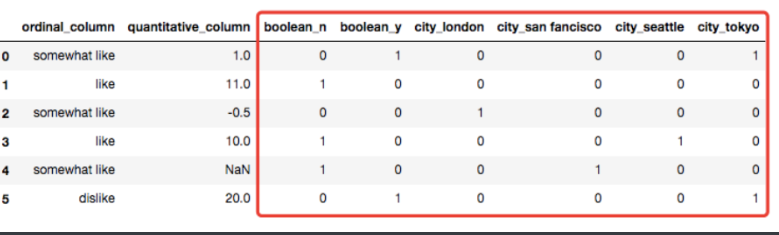 ordinal_column quantitative_column boolean_n boolean_y city_london city_san fancisco city_seattle city_tokyo
0 somewhat like 1.0 0 1 0 0 0 1
1 like 11.0 1 0 0 0 0 0
2 somewhat like -0.5 0 0 1 0 0 0
3 like 10.0 1 0 0 0 1 0
4 somewhat like NaN 1 0 0 1 0 0
5 dislike 20.0 0 1 0 0 0 1